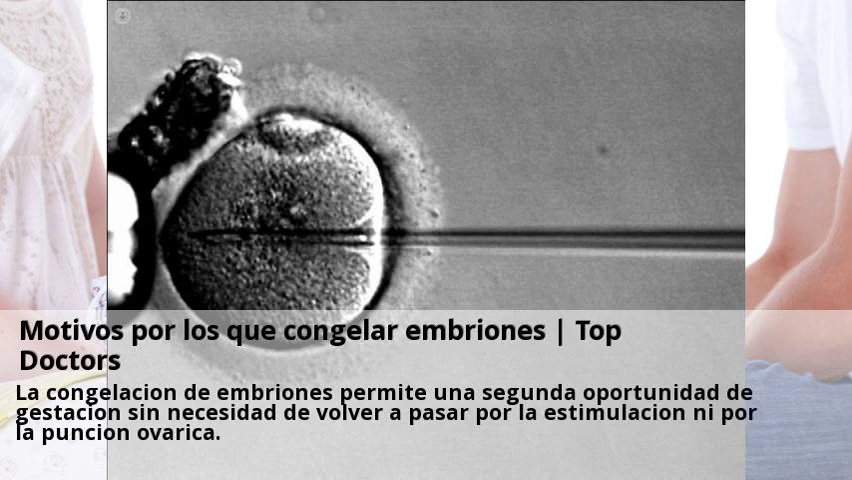 Motivos por los que congelar embriones | Top
Doctors
La congelacion de embriones permite una segunda oportunidad de
gestacion sin necesidad de volver a pasar por la estimulacion ni por
la puncion ovarica.